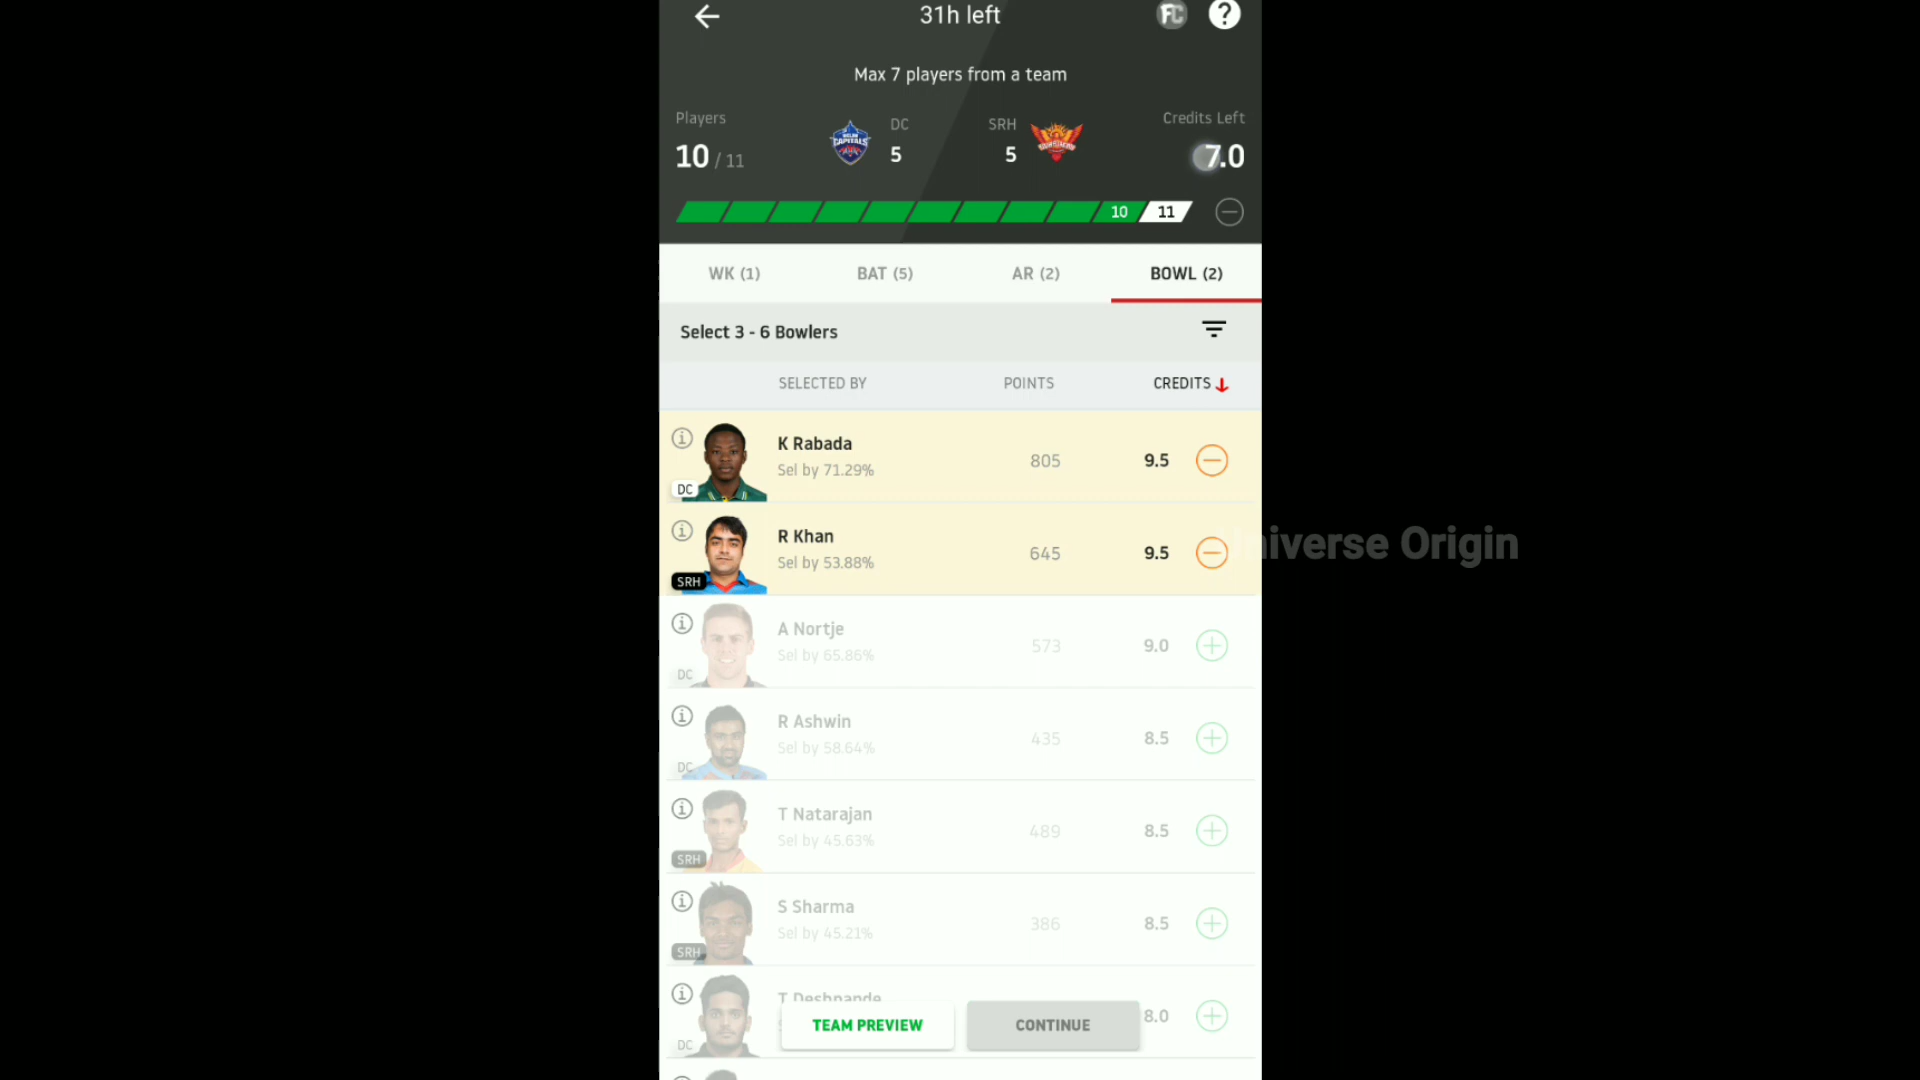 31h left
FC
?
Max 7 players from a team
Players
DC
SRH
Credits Left
10 / 11
5
5
7.0
10
11
WK (1)
BAT (5)
AR (2)
BOWL (2)
Select 3 - 6 Bowlers
SELECTED BY
POINTS
CREDITS
K Rabada
Sel by 71.29%
805
9.5
DC
R Khan
Sel by 53.88%
645
9.5
SRH
niverse Origin
A Nortje
Sel by 65.86%
573
9.0
DC
R Ashwin
Sel by 58.64%
435
8.5
DC
T Natarajan
Sel by 45.63%
489
8.5
SRH
S Sharma
Sel by 45.21%
386
8.5
SRH
T Deshpande
8.0
DC
TEAM PREVIEW
CONTINUE